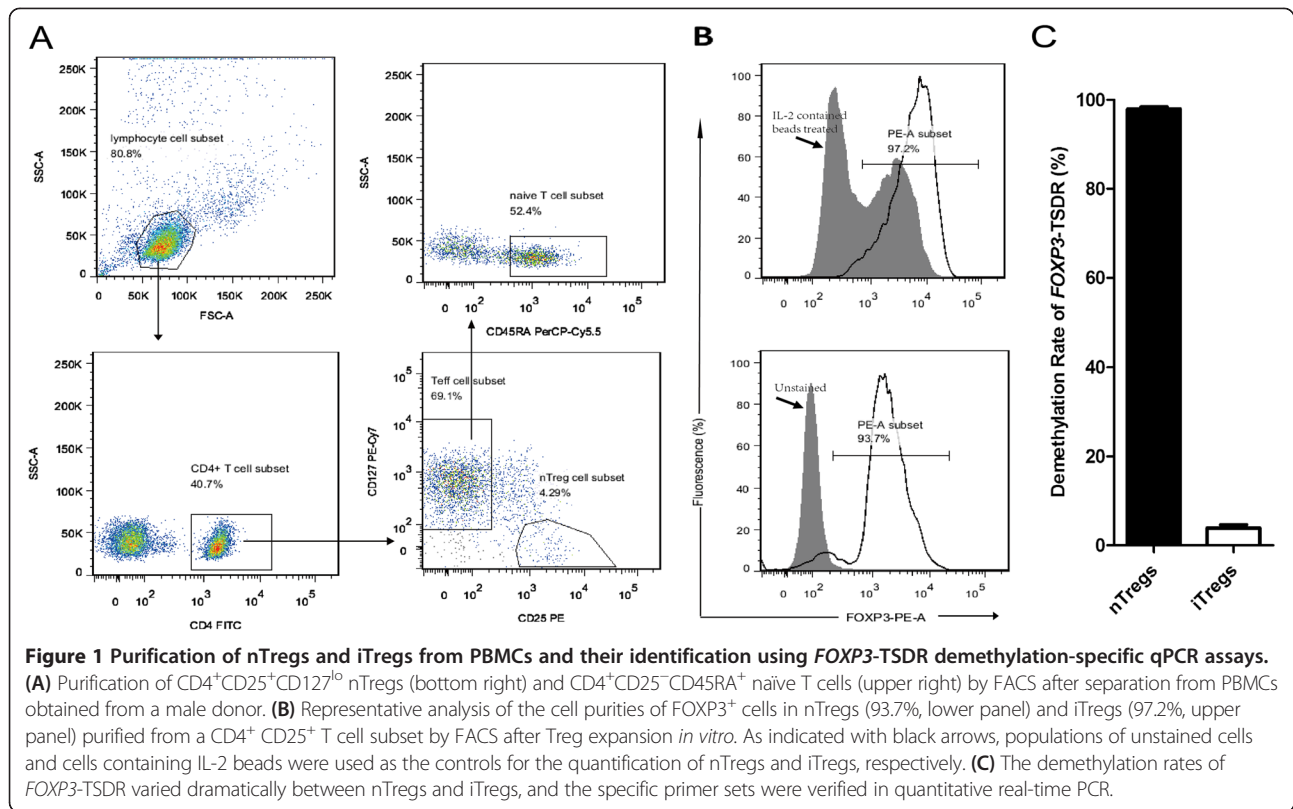 A
250K
200K
150K
100K
50K
0
SSC-A
lymphocyte cell subset
80.8%
0
50K
100K
150K
200K
250K
FSC-A
250K
200K
150K
100K
50K
0
SSC-A
naive T cell subset
52.4%
0
10²
10³
10⁴
10⁵
CD45RA PerCP-Cy5.5
250K
200K
150K
100K
50K
0
SSC-A
CD4+ T cell subset
40.7%
0
10²
10³
10⁴
10⁵
CD4 FITC
10⁵
10⁴
10³
10²
0
CD127 PE-Cy7
Teff cell subset
69.1%
nTreg cell subset
4.29%
0
10²
10³
10⁴
10⁵
CD25 PE
B
100
80
60
40
20
0
IL-2 contained
beads treated
PE-A subset
97.2%
0
10²
10³
10⁴
10⁵
100
80
60
40
20
0
Unstained
PE-A subset
93.7%
0
10²
10³
10⁴
10⁵
Fluorescence (%)
FOXP3-PE-A
C
100
80
60
40
20
0
Demethylation Rate of FOXP3-TSDR (%)
nTregs
iTregs
Figure 1 Purification of nTregs and iTregs from PBMCs and their identification using FOXP3-TSDR demethylation-specific qPCR assays.
(A) Purification of CD4⁺CD25⁺CD127ˡᵒ nTregs (bottom right) and CD4⁺CD25⁻CD45RA⁺ naïve T cells (upper right) by FACS after separation from PBMCs
obtained from a male donor. (B) Representative analysis of the cell purities of FOXP3⁺ cells in nTregs (93.7%, lower panel) and iTregs (97.2%, upper
panel) purified from a CD4⁺ CD25⁺ T cell subset by FACS after Treg expansion in vitro. As indicated with black arrows, populations of unstained cells
and cells containing IL-2 beads were used as the controls for the quantification of nTregs and iTregs, respectively. (C) The demethylation rates of
FOXP3-TSDR varied dramatically between nTregs and iTregs, and the specific primer sets were verified in quantitative real-time PCR.